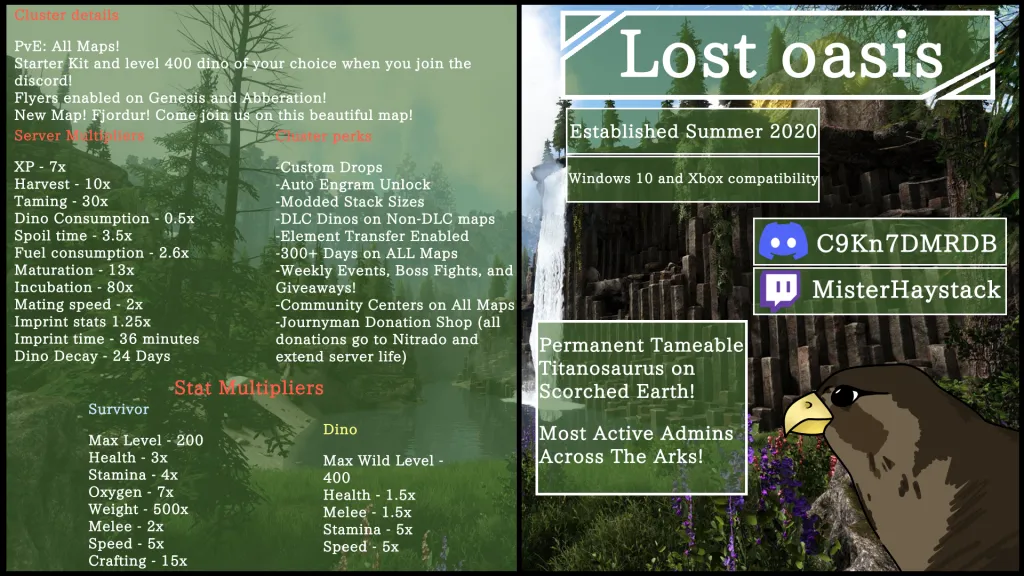 Cluster details
PvE: All Maps!
Starter Kit and level 400 dino of your choice when you join the
discord!
Flyers enabled on Genesis and Abberation!
New Map! Fjordur! Come join us on this beautiful map!
Server Multipliers
XP - 7x
Harvest - 10x
Taming - 30x
Dino Consumption - 0.5x
Spoil time - 3.5x
Fuel consumption - 2.6x
Maturation - 13x
Incubation - 80x
Mating speed - 2x
Imprint stats 1.25x
Imprint time - 36 minutes
Dino Decay - 24 Days
Cluster perks
-Custom Drops
-Auto Engram Unlock
-Modded Stack Sizes
-DLC Dinos on Non-DLC maps
-Element Transfer Enabled
-300+ Days on ALL Maps
-Weekly Events, Boss Fights, and
Giveaways!
-Community Centers on All Maps
-Journyman Donation Shop (all
donations go to Nitrado and
extend server life)
Stat Multipliers
Survivor
Max Level - 200
Health - 3x
Stamina - 4x
Oxygen - 7x
Weight - 500x
Melee - 2x
Speed - 5x
Crafting - 15x
Dino
Max Wild Level -
400
Health - 1.5x
Melee - 1.5x
Stamina - 5x
Speed - 5x
Lost oasis
Established Summer 2020
Windows 10 and Xbox compatibility
C9Kn7DMRDB
MisterHaystack
Permanent Tameable
Titanosaurus on
Scorched Earth!
Most Active Admins
Across The Arks!